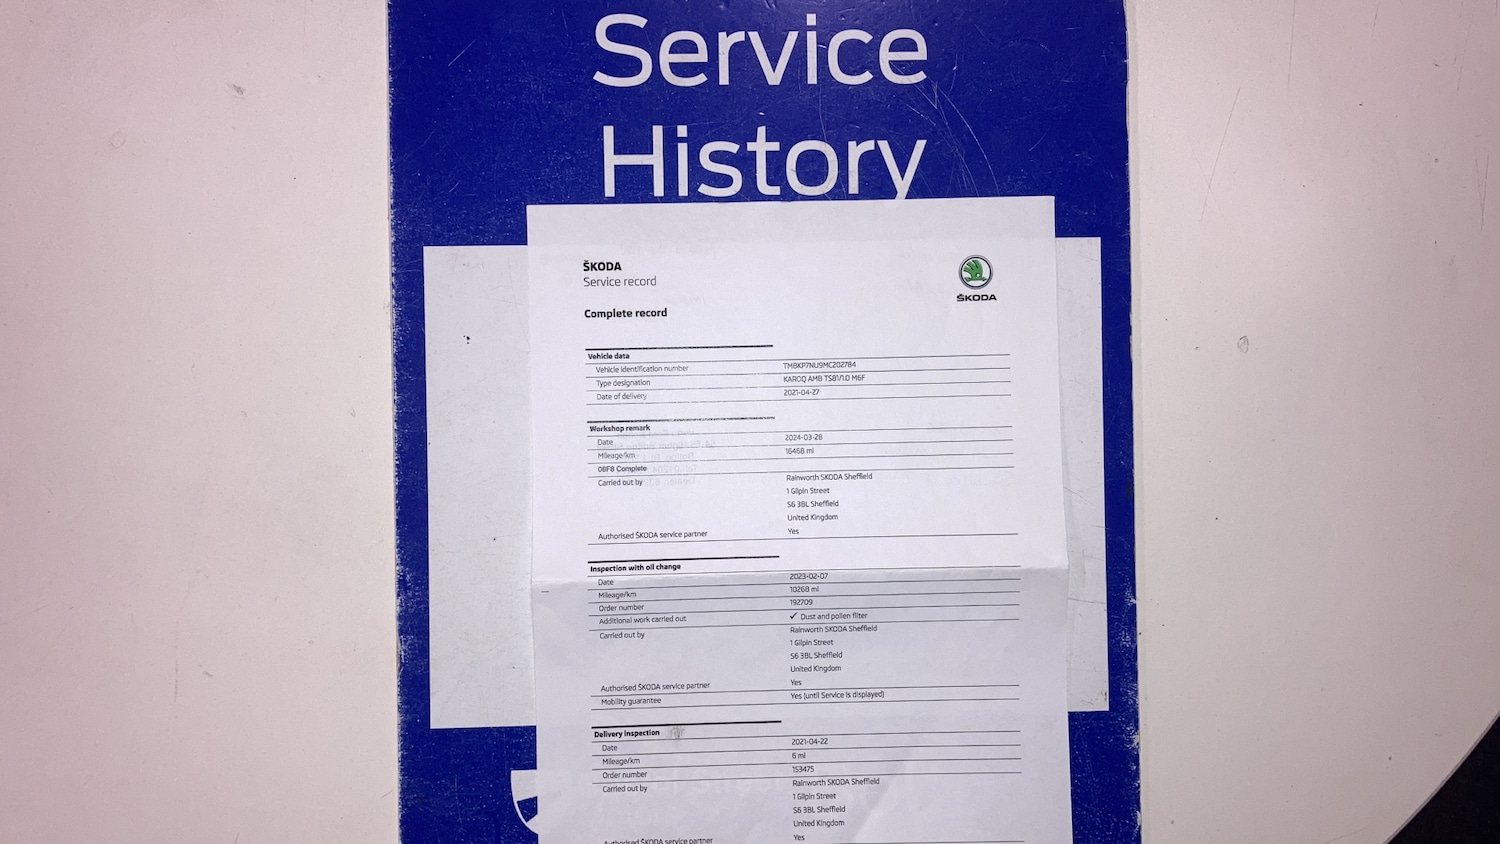 Service
History
ŠKODA
Service record
ŠKODA
Complete record
Vehicle data
Vehicle identification number TMBKP7NU9MC202784
Type designation KAROQ AMB TS81/1.0 M6F
Date of delivery 2021-04-27
Workshop remark
Date 2024-03-28
Mileage/km 16468 mi
08F8 Complete
Carried out by Rainworth SKODA Sheffield
1 Gilpin Street
S6 3BL Sheffield
United Kingdom
Authorised ŠKODA service partner Yes
Inspection with oil change
Date 2023-02-07
Mileage/km 10268 mi
Order number 192709
Additional work carried out ✓ Dust and pollen filter
Carried out by Rainworth SKODA Sheffield
1 Gilpin Street
S6 3BL Sheffield
United Kingdom
Authorised ŠKODA service partner Yes
Mobility guarantee Yes (until Service is displayed)
Delivery inspection
Date 2021-04-22
Mileage/km 6 mi
Order number 153475
Carried out by Rainworth SKODA Sheffield
1 Gilpin Street
S6 3BL Sheffield
United Kingdom
Authorised ŠKODA service partner Yes